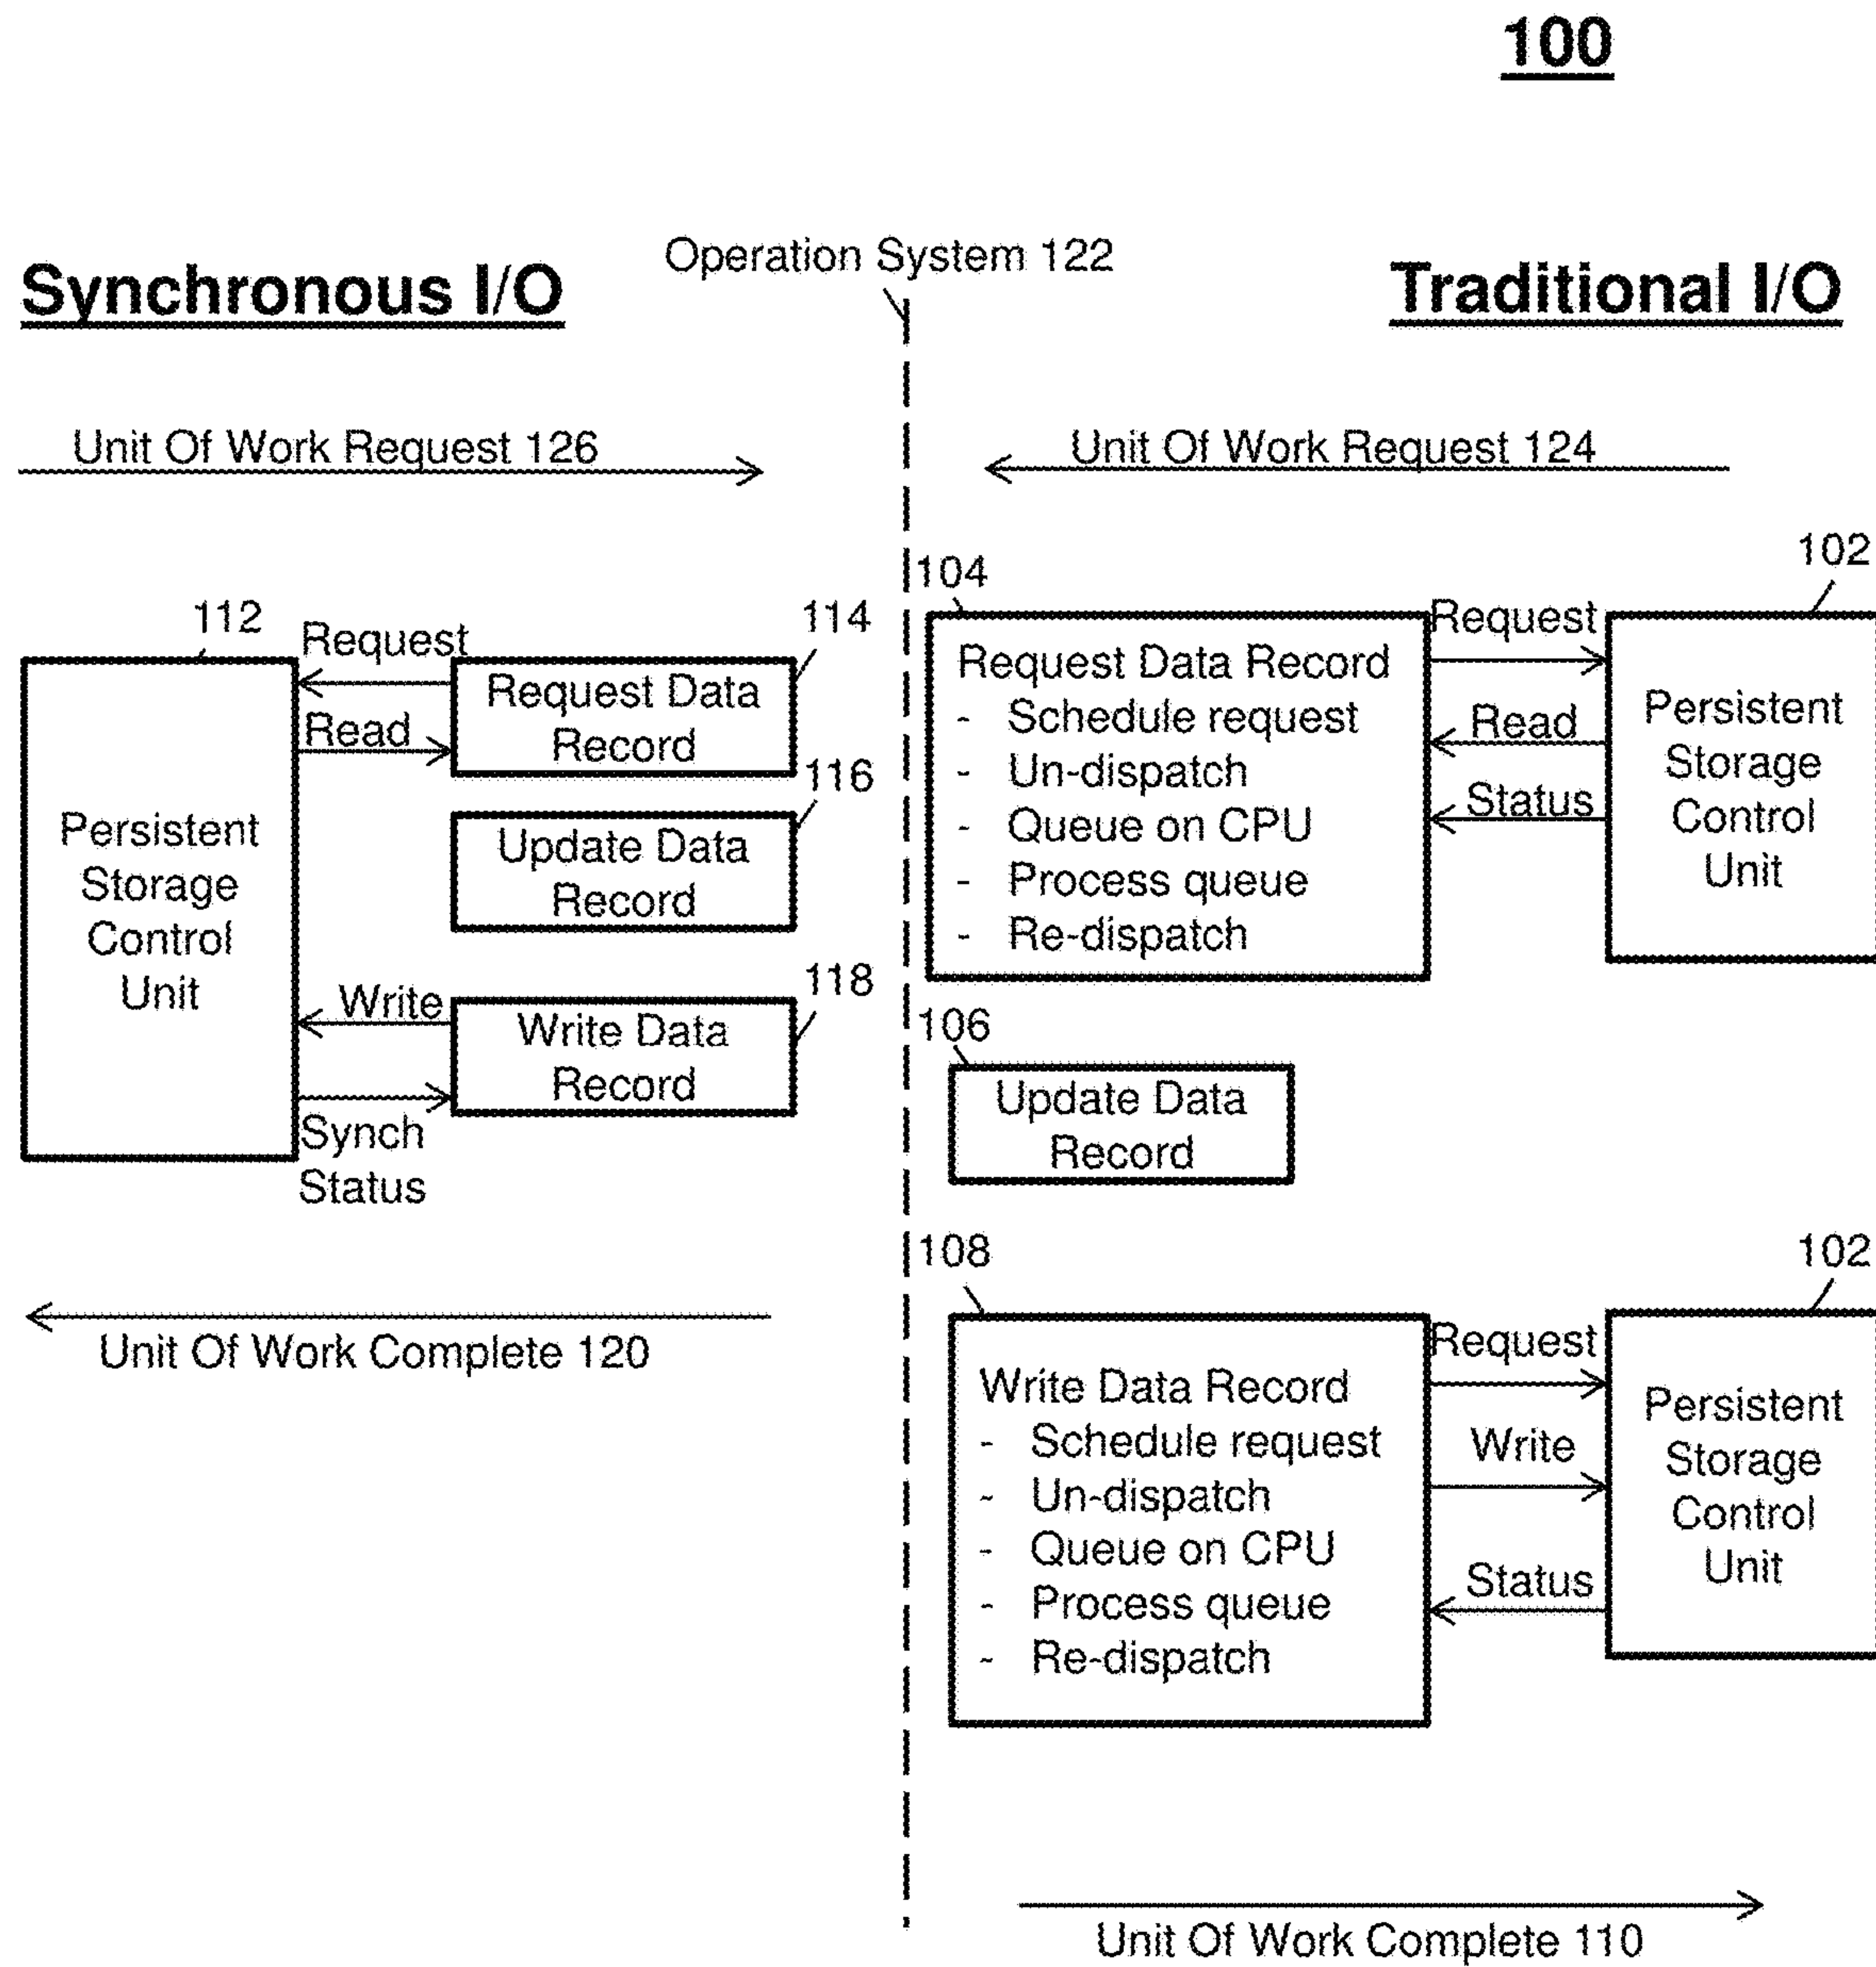 100
Operation System 122
Synchronous I/O
Traditional I/O
Unit Of Work Request 126
Unit Of Work Request 124
112
Request
114
Request Data
Record
Read
116
Persistent
Storage
Control
Unit
Update Data
Record
118
Write
Write Data
Record
Synch
Status
Unit Of Work Complete 120
104
Request
102
Request Data Record
- Schedule request
- Un-dispatch
- Queue on CPU
- Process queue
- Re-dispatch
Read
Status
Persistent
Storage
Control
Unit
106
Update Data
Record
108
Request
102
Write Data Record
- Schedule request
- Un-dispatch
- Queue on CPU
- Process queue
- Re-dispatch
Write
Status
Persistent
Storage
Control
Unit
Unit Of Work Complete 110